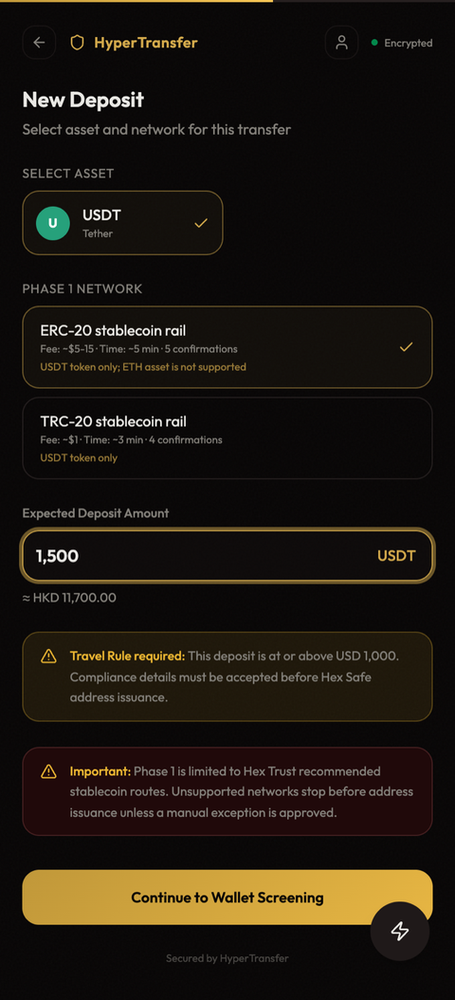 HyperTransfer
Encrypted
New Deposit
Select asset and network for this transfer
SELECT ASSET
U
USDT
Tether
PHASE 1 NETWORK
ERC-20 stablecoin rail
Fee: ~$5-15 · Time: ~5 min · 5 confirmations
USDT token only; ETH asset is not supported
TRC-20 stablecoin rail
Fee: ~$1 · Time: ~3 min · 4 confirmations
USDT token only
Expected Deposit Amount
1,500 USDT
≈ HKD 11,700.00
Travel Rule required: This deposit is at or above USD 1,000.
Compliance details must be accepted before Hex Safe
address issuance.
Important: Phase 1 is limited to Hex Trust recommended
stablecoin routes. Unsupported networks stop before address
issuance unless a manual exception is approved.
Continue to Wallet Screening
Secured by HyperTransfer